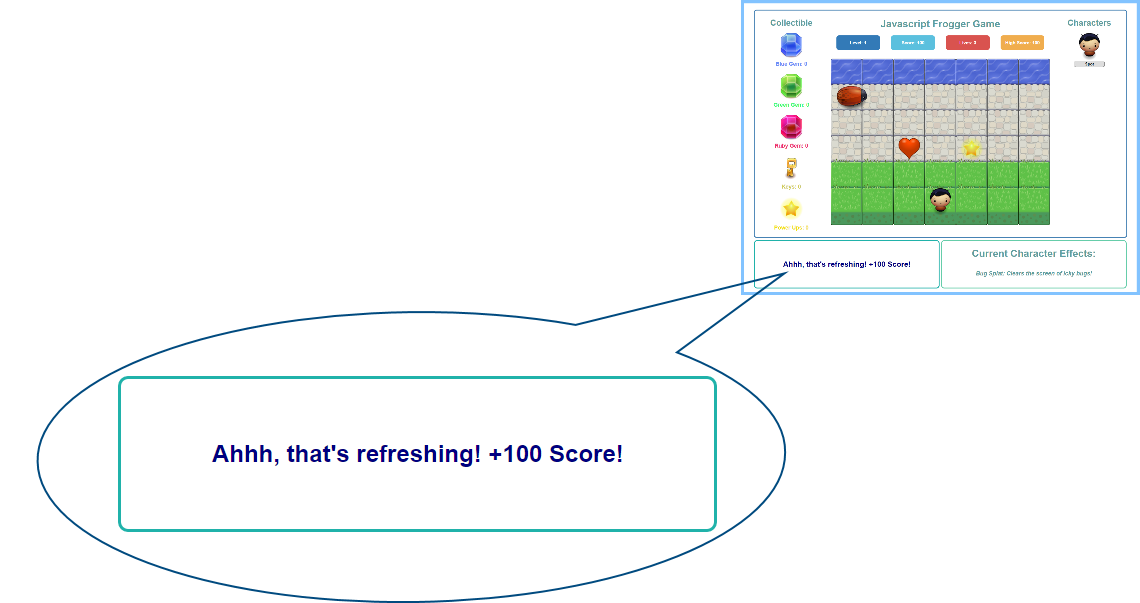 Collectible
Javascript Frogger Game
Characters
Level: 1
Score: 100
Lives: 3
High Score: 100
Blue Gem: 0
Spot
Green Gem: 0
Ruby Gem: 0
Keys: 0
Power Ups: 0
Ahhh, that's refreshing! +100 Score!
Current Character Effects:
Bug Splat: Clears the screen of icky bugs!
Ahhh, that's refreshing! +100 Score!